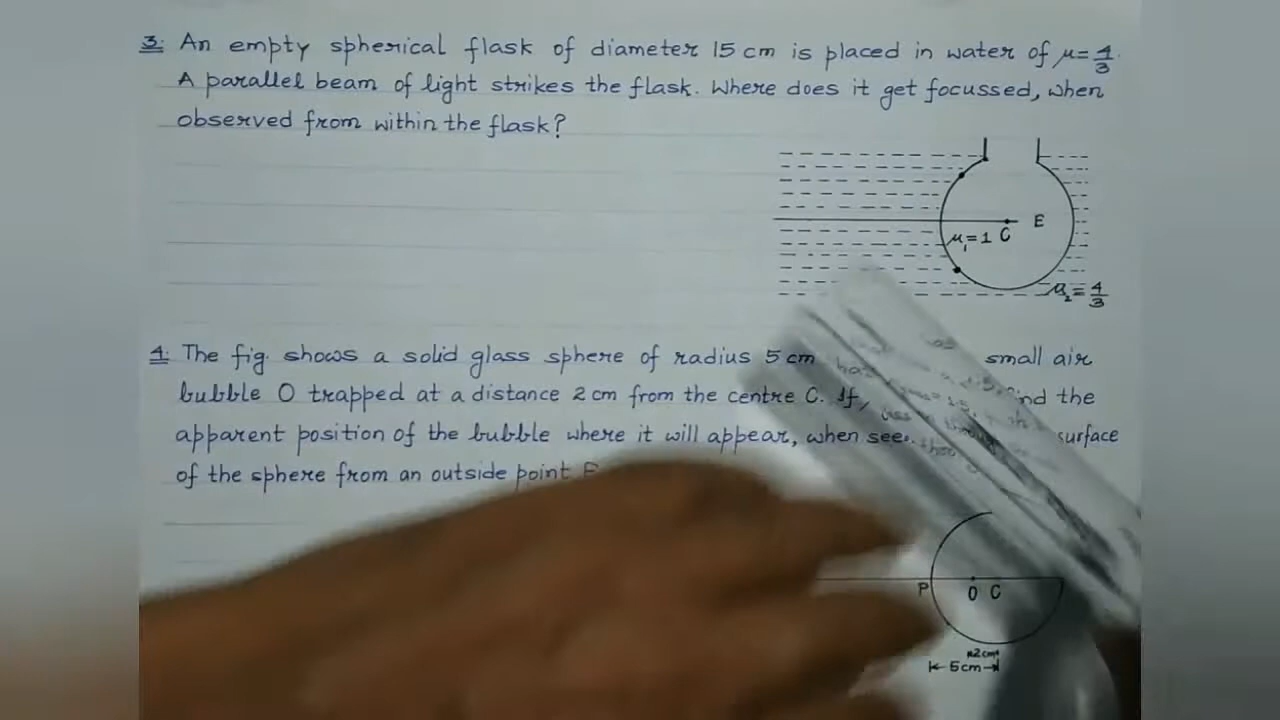 3. An empty spherical flask of diameter 15 cm is placed in water of μ = 4/3.
A parallel beam of light strikes the flask. Where does it get focussed, when
observed from within the flask?
μ₁=1 C E
μ₂ = 4/3
4. The fig. shows a solid glass sphere of radius 5 cm small air
bubble O trapped at a distance 2 cm from the centre C. If, find the
apparent position of the bubble where it will appear, when seen surface
of the sphere from an outside point
P O C
2cm
5cm